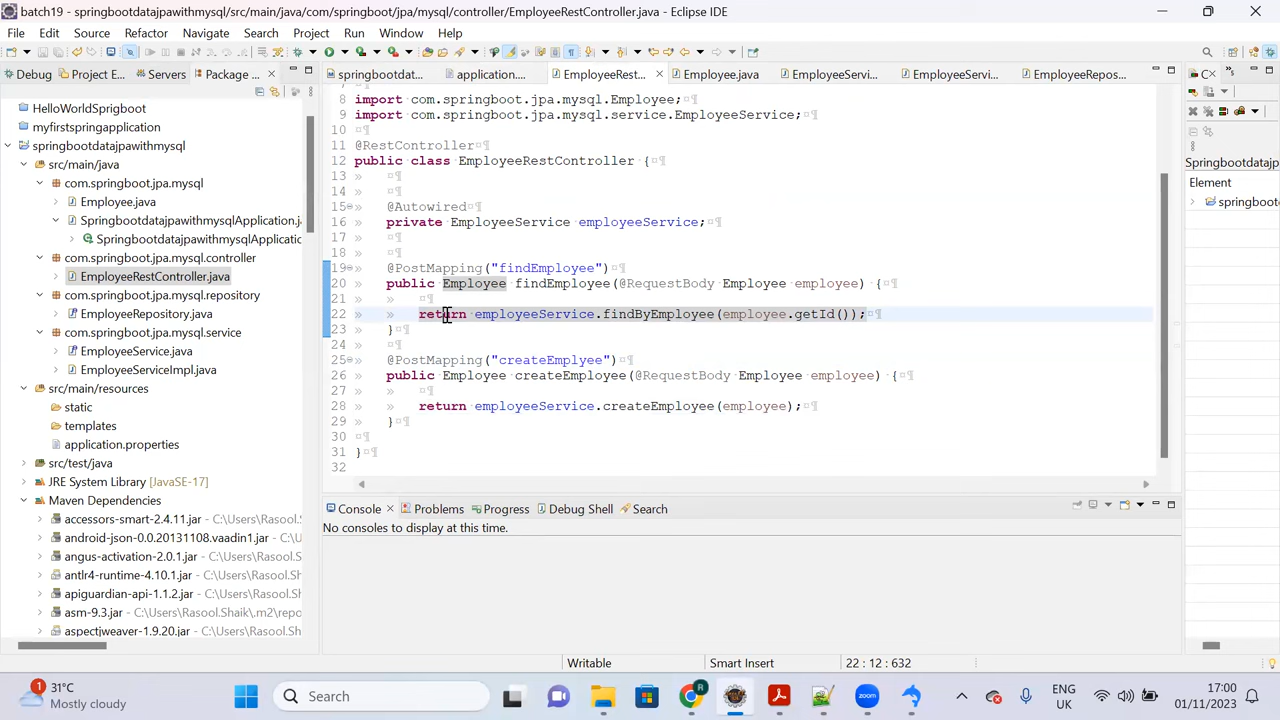 batch19 - springbootdatajpawithmysql/src/main/java/com/springboot/jpa/mysql/controller/EmployeeRestController.java - Eclipse IDE
File Edit Source Refactor Navigate Search Project Run Window Help
Debug Project E... Servers Package ...
springbootdat... application.... EmployeeRest... Employee.java EmployeeServi... EmployeeServi... EmployeeRepos...
HelloWorldSprigboot
myfirstspringapplication
springbootdatajpawithmysql
src/main/java
com.springboot.jpa.mysql
Employee.java
SpringbootdatajpawithmysqlApplication.j
SpringbootdatajpawithmysqlApplicatio
com.springboot.jpa.mysql.controller
EmployeeRestController.java
com.springboot.jpa.mysql.repository
EmployeeRepository.java
com.springboot.jpa.mysql.service
EmployeeService.java
EmployeeServiceImpl.java
src/main/resources
static
templates
application.properties
src/test/java
JRE System Library [JavaSE-17]
Maven Dependencies
accessors-smart-2.4.11.jar - C:\Users\Rasool.
android-json-0.0.20131108.vaadin1.jar - C:\U
angus-activation-2.0.1.jar - C:\Users\Rasool.
antlr4-runtime-4.10.1.jar - C:\Users\Rasool.Sh
apiguardian-api-1.1.2.jar - C:\Users\Rasool.Sh
asm-9.3.jar - C:\Users\Rasool.Shaik\.m2\repo
aspectjweaver-1.9.20.jar - C:\Users\Rasool.Sh
8 import com.springboot.jpa.mysql.Employee;
9 import com.springboot.jpa.mysql.service.EmployeeService;
10
11 @RestController
12 public class EmployeeRestController {
13
14
15 @Autowired
16 private EmployeeService employeeService;
17
18
19 @PostMapping("findEmployee")
20 public Employee findEmployee(@RequestBody Employee employee) {
21
22 return employeeService.findByEmployee(employee.getId());
23 }
24
25 @PostMapping("createEmplyee")
26 public Employee createEmployee(@RequestBody Employee employee) {
27
28 return employeeService.createEmployee(employee);
29 }
30
31 }
32
Springbootdatajp
Element
springboot
Console Problems Progress Debug Shell Search
No consoles to display at this time.
Writable Smart Insert 22 : 12 : 632
31°C
Mostly cloudy
Search
zoom
ENG
UK
17:00
01/11/2023